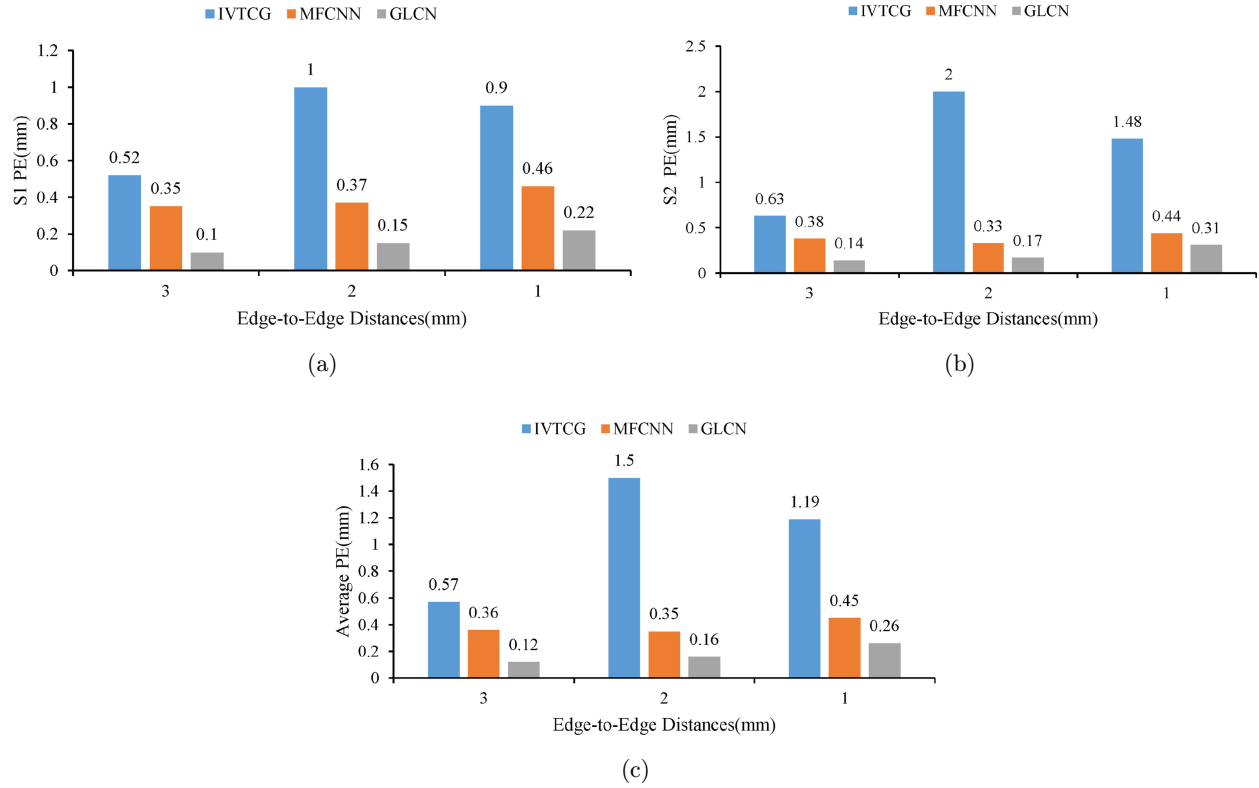 IVTCG MFCNN GLCN
1.2
1
0.8
0.6
0.4
0.2
0
S1 PE(mm)
0.52 0.35 0.1
1 0.37 0.15
0.9 0.46 0.22
3 2 1
Edge-to-Edge Distances(mm)
(a)
IVTCG MFCNN GLCN
2.5
2
1.5
1
0.5
0
S2 PE(mm)
0.63 0.38 0.14
2 0.33 0.17
1.48 0.44 0.31
3 2 1
Edge-to-Edge Distances(mm)
(b)
IVTCG MFCNN GLCN
1.6
1.4
1.2
1
0.8
0.6
0.4
0.2
0
Average PE(mm)
0.57 0.36 0.12
1.5 0.35 0.16
1.19 0.45 0.26
3 2 1
Edge-to-Edge Distances(mm)
(c)